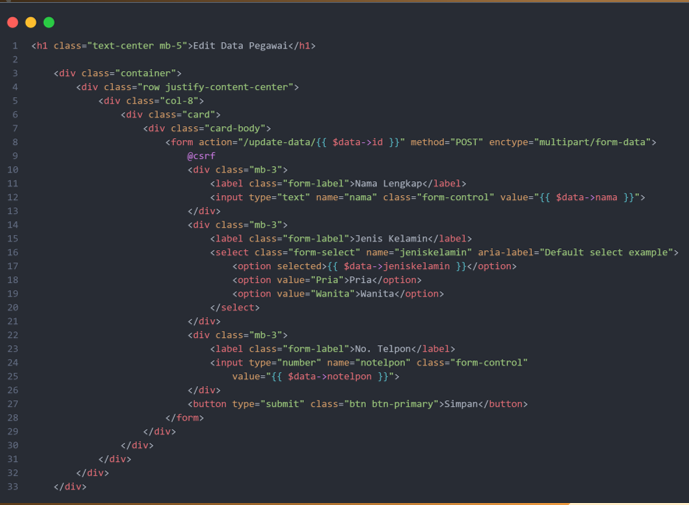 1 <h1 class="text-center mb-5">Edit Data Pegawai</h1>
2
3 <div class="container">
4 <div class="row justify-content-center">
5 <div class="col-8">
6 <div class="card">
7 <div class="card-body">
8 <form action="/update-data/{{ $data->id }}" method="POST" enctype="multipart/form-data">
9 @csrf
10 <div class="mb-3">
11 <label class="form-label">Nama Lengkap</label>
12 <input type="text" name="nama" class="form-control" value="{{ $data->nama }}">
13 </div>
14 <div class="mb-3">
15 <label class="form-label">Jenis Kelamin</label>
16 <select class="form-select" name="jeniskelamin" aria-label="Default select example">
17 <option selected>{{ $data->jeniskelamin }}</option>
18 <option value="Pria">Pria</option>
19 <option value="Wanita">Wanita</option>
20 </select>
21 </div>
22 <div class="mb-3">
23 <label class="form-label">No. Telpon</label>
24 <input type="number" name="notelpon" class="form-control"
25 value="{{ $data->notelpon }}">
26 </div>
27 <button type="submit" class="btn btn-primary">Simpan</button>
28 </form>
29 </div>
30 </div>
31 </div>
32 </div>
33 </div>